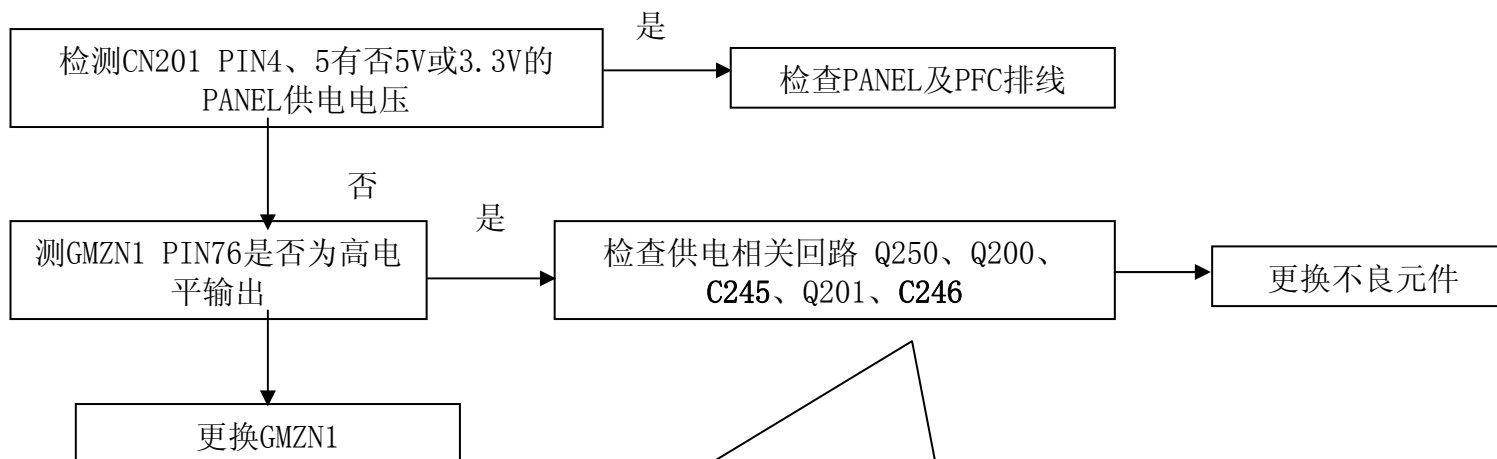 是
检测CN201 PIN4、5有否5V或3.3V的
PANEL供电电压
检查PANEL及PFC排线
否
是
测GMZN1 PIN76是否为高电
平输出
检查供电相关回路 Q250、Q200、
C245、Q201、C246
更换不良元件
更换GMZN1